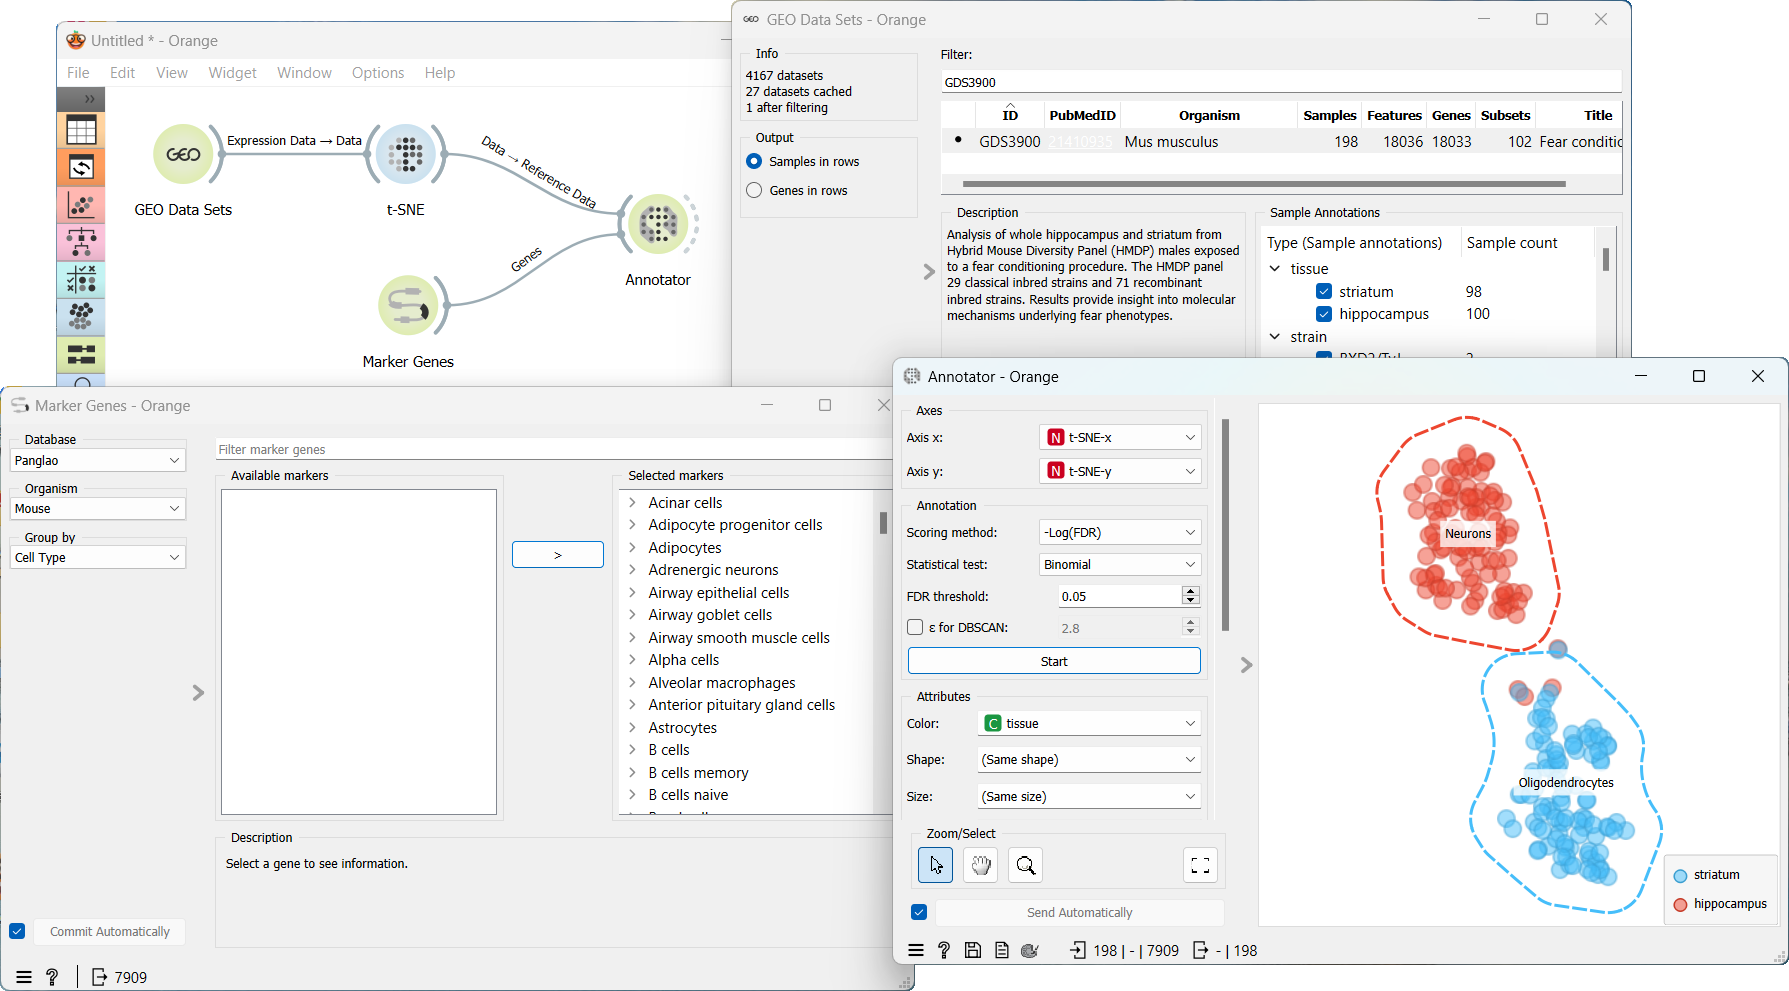 Untitled * - Orange
File Edit View Widget Window Options Help
GEO
Expression Data → Data
Data → Reference Data
Genes
GEO Data Sets
t-SNE
Annotator
Marker Genes
GEO Data Sets - Orange
Info
4167 datasets
27 datasets cached
1 after filtering
Output
Samples in rows
Genes in rows
Filter:
GDS3900
ID PubMedID Organism Samples Features Genes Subsets Title
GDS3900 21410935 Mus musculus 198 18036 18033 102 Fear conditic
Description
Analysis of whole hippocampus and striatum from
Hybrid Mouse Diversity Panel (HMDP) males exposed
to a fear conditioning procedure. The HMDP panel
29 classical inbred strains and 71 recombinant
inbred strains. Results provide insight into molecular
mechanisms underlying fear phenotypes.
Sample Annotations
Type (Sample annotations) Sample count
tissue
striatum 98
hippocampus 100
strain
Marker Genes - Orange
Database
Panglao
Organism
Mouse
Group by
Cell Type
Filter marker genes
Available markers
>
Selected markers
Acinar cells
Adipocyte progenitor cells
Adipocytes
Adrenergic neurons
Airway epithelial cells
Airway goblet cells
Airway smooth muscle cells
Alpha cells
Alveolar macrophages
Anterior pituitary gland cells
Astrocytes
B cells
B cells memory
B cells naive
Description
Select a gene to see information.
Commit Automatically
7909
Annotator - Orange
Axes
Axis x: N t-SNE-x
Axis y: N t-SNE-y
Annotation
Scoring method: -Log(FDR)
Statistical test: Binomial
FDR threshold: 0.05
ε for DBSCAN: 2.8
Start
Attributes
Color: C tissue
Shape: (Same shape)
Size: (Same size)
Zoom/Select
Send Automatically
198 | - | 7909 - | 198
Neurons
Oligodendrocytes
striatum
hippocampus